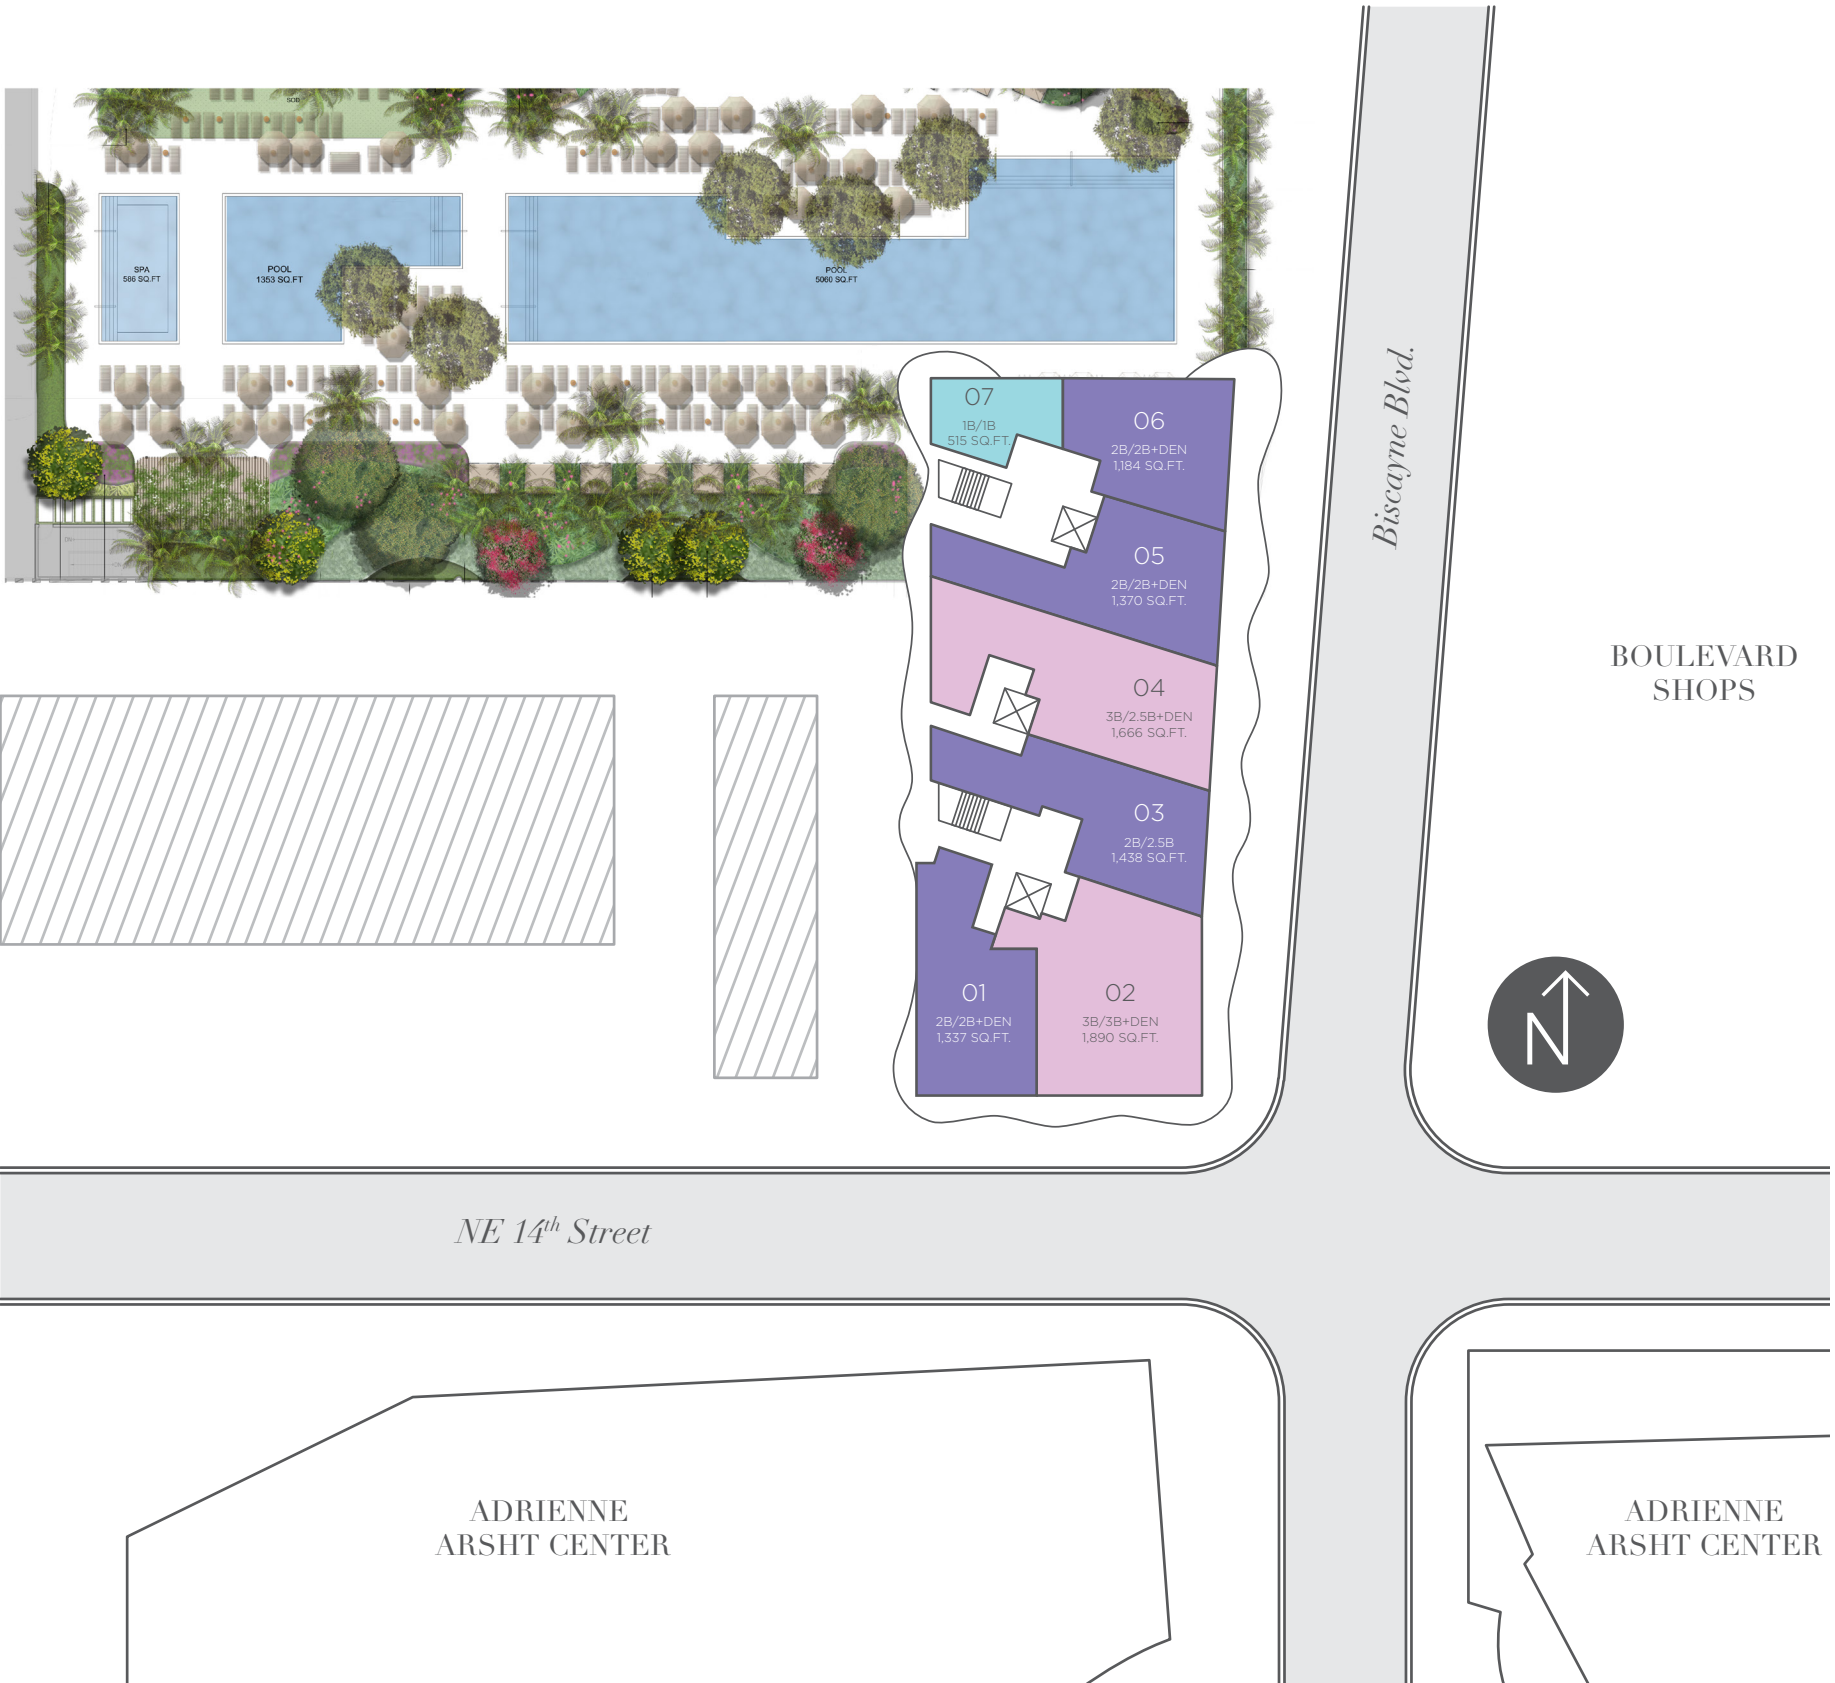 SOD
SPA
586 SQ.FT
POOL
1353 SQ.FT
POOL
5060 SQ.FT
07
1B/1B
515 SQ.FT.
06
2B/2B+DEN
1,184 SQ.FT.
05
2B/2B+DEN
1,370 SQ.FT.
04
3B/2.5B+DEN
1,666 SQ.FT.
03
2B/2.5B
1,438 SQ.FT.
01
2B/2B+DEN
1,337 SQ.FT.
02
3B/3B+DEN
1,890 SQ.FT.
Biscayne Blvd.
BOULEVARD
SHOPS
N
NE 14th Street
ADRIENNE
ARSHT CENTER
ADRIENNE
ARSHT CENTER